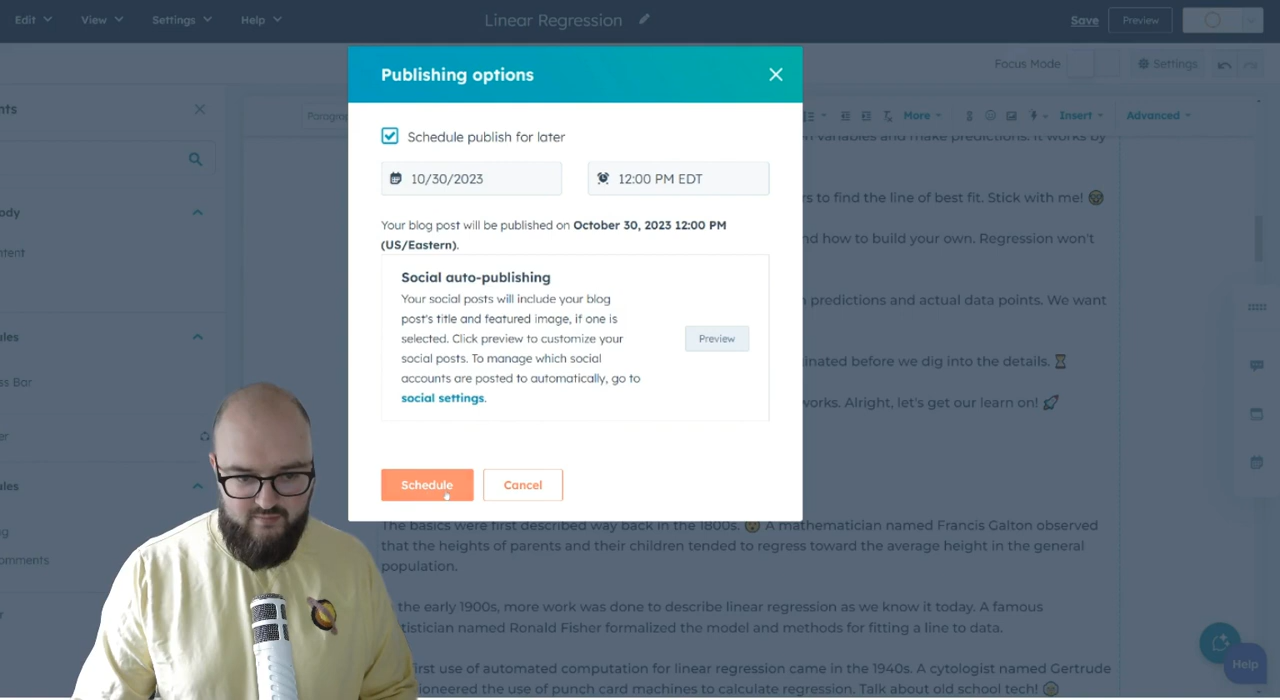 Edit View Settings Help Linear Regression Save Preview
Focus Mode Settings
Publishing options
Schedule publish for later
10/30/2023 12:00 PM EDT
Your blog post will be published on October 30, 2023 12:00 PM
(US/Eastern).
Social auto-publishing
Your social posts will include your blog
post's title and featured image, if one is
selected. Click preview to customize your
social posts. To manage which social
accounts are posted to automatically, go to
social settings.
Preview
Schedule Cancel
More Insert Advanced
variables and make predictions. It works by
to find the line of best fit. Stick with me!
and how to build your own. Regression won't
predictions and actual data points. We want
before we dig into the details.
works. Alright, let's get our learn on!
The basics were first described way back in the 1800s. A mathematician named Francis Galton observed
that the heights of parents and their children tended to regress toward the average height in the general
population.
the early 1900s, more work was done to describe linear regression as we know it today. A famous
named Ronald Fisher formalized the model and methods for fitting a line to data.
first use of automated computation for linear regression came in the 1940s. A cytologist named Gertrude
the use of punch card machines to calculate regression. Talk about old school tech!
Help